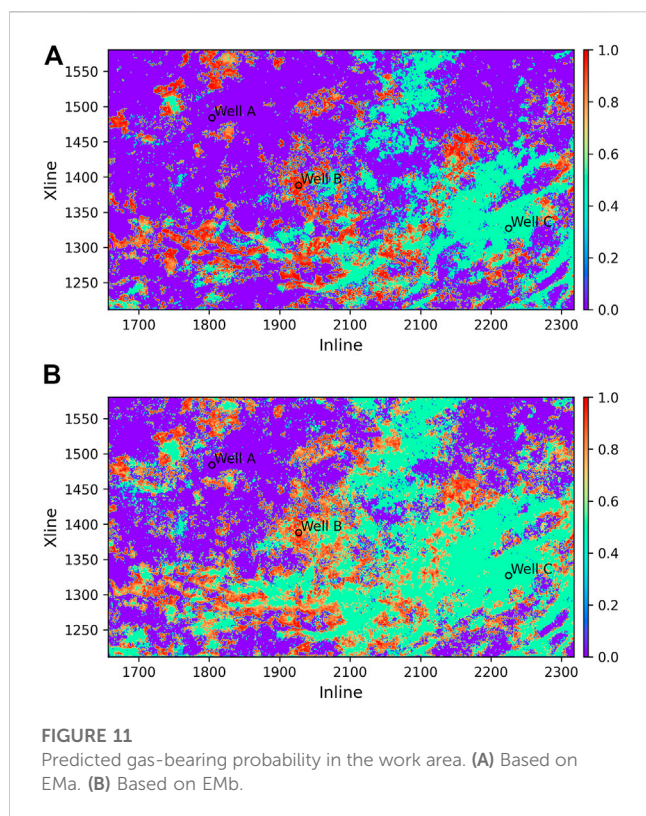 A
1550
1500
1450
1400
1350
1300
1250
Xline
Well A
Well B
Well C
1700 1800 1920 2100 2100 2200 2300
Inline
1.0
0.8
0.6
0.4
0.2
0.0
B
1550
1500
1450
1400
1350
1300
1250
Xline
Well A
Well B
Well C
1700 1800 1920 2100 2100 2200 2300
Inline
1.0
0.8
0.6
0.4
0.2
0.0
FIGURE 11
Predicted gas-bearing probability in the work area. (A) Based on
EMa. (B) Based on EMb.